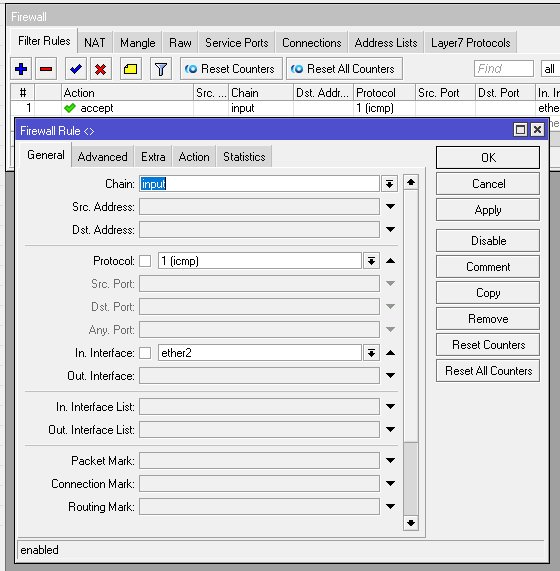 Firewall
Filter Rules NAT Mangle Raw Service Ports Connections Address Lists Layer7 Protocols
Reset Counters Reset All Counters Find all
# Action Src. ... Chain Dst. Addr... Protocol Src. Port Dst. Port In. I
1 accept input 1 (icmp) ethe
Firewall Rule <>
General Advanced Extra Action Statistics
Chain: input
Src. Address:
Dst. Address:
Protocol: 1 (icmp)
Src. Port:
Dst. Port:
Any. Port:
In. Interface: ether2
Out. Interface:
In. Interface List:
Out. Interface List:
Packet Mark:
Connection Mark:
Routing Mark:
OK
Cancel
Apply
Disable
Comment
Copy
Remove
Reset Counters
Reset All Counters
enabled